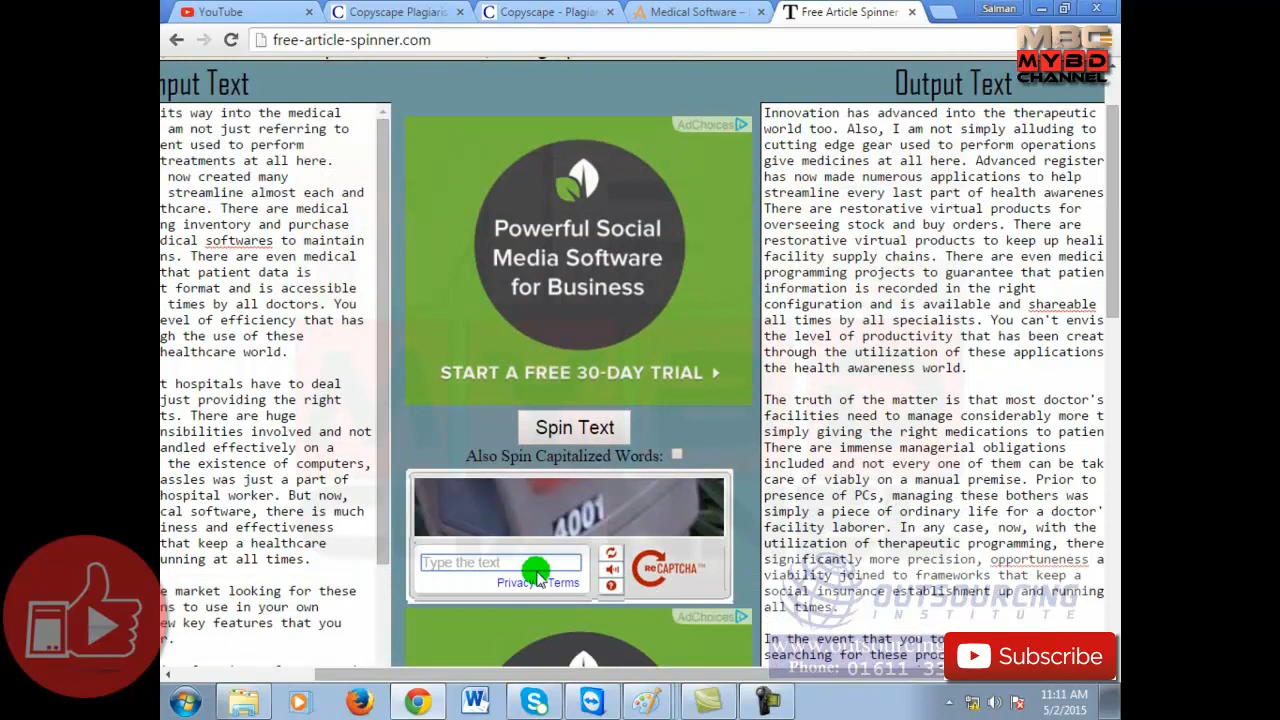 YouTube
Copyscape Plagiaris
Copyscape - Plagiar
Medical Software –
Free Article Spinner
Salman
free-article-spinner.com
MBC
MYBD
CHANNEL
nput Text
Output Text
its way into the medical
am not just referring to
ent used to perform
treatments at all here.
now created many
streamline almost each and
thcare. There are medical
ng inventory and purchase
dical softwares to maintain
ns. There are even medical
that patient data is
t format and is accessible
times by all doctors. You
evel of efficiency that has
gh the use of these
healthcare world.
t hospitals have to deal
just providing the right
ts. There are huge
nsibilities involved and not
andled effectively on a
the existence of computers,
assles was just a part of
hospital worker. But now,
cal software, there is much
iness and effectiveness
that keep a healthcare
unning at all times.
e market looking for these
ns to use in your own
ew key features that you
r.
AdChoices
Powerful Social
Media Software
for Business
START A FREE 30-DAY TRIAL
Spin Text
Also Spin Capitalized Words:
4001
Type the text
Privacy & Terms
reCAPTCHA™
AdChoices
Innovation has advanced into the therapeutic
world too. Also, I am not simply alluding to
cutting edge gear used to perform operations
give medicines at all here. Advanced register
has now made numerous applications to help
streamline every last part of health awarenes
There are restorative virtual products for
overseeing stock and buy orders. There are
restorative virtual products to keep up heali
facility supply chains. There are even medici
programming projects to guarantee that patien
information is recorded in the right
configuration and is available and shareable
all times by all specialists. You can't envis
the level of productivity that has been creat
through the utilization of these applications
the health awareness world.
The truth of the matter is that most doctor's
facilities need to manage considerably more t
simply giving the right medications to patien
There are immense managerial obligations
included and not every one of them can be tak
care of viably on a manual premise. Prior to
presence of PCs, managing these bothers was
simply a piece of ordinary life for a doctor'
facility laborer. In any case, now, with the
utilization of therapeutic programming, there
significantly more precision, opportuneness a
viability joined to frameworks that keep a
social insurance establishment up and running
all times.
In the event that you to
searching for these pro
OUTSOURCING
INSTITUTE
www.outsourcing
Phone: 01611 33
Subscribe
11:11 AM
5/2/2015